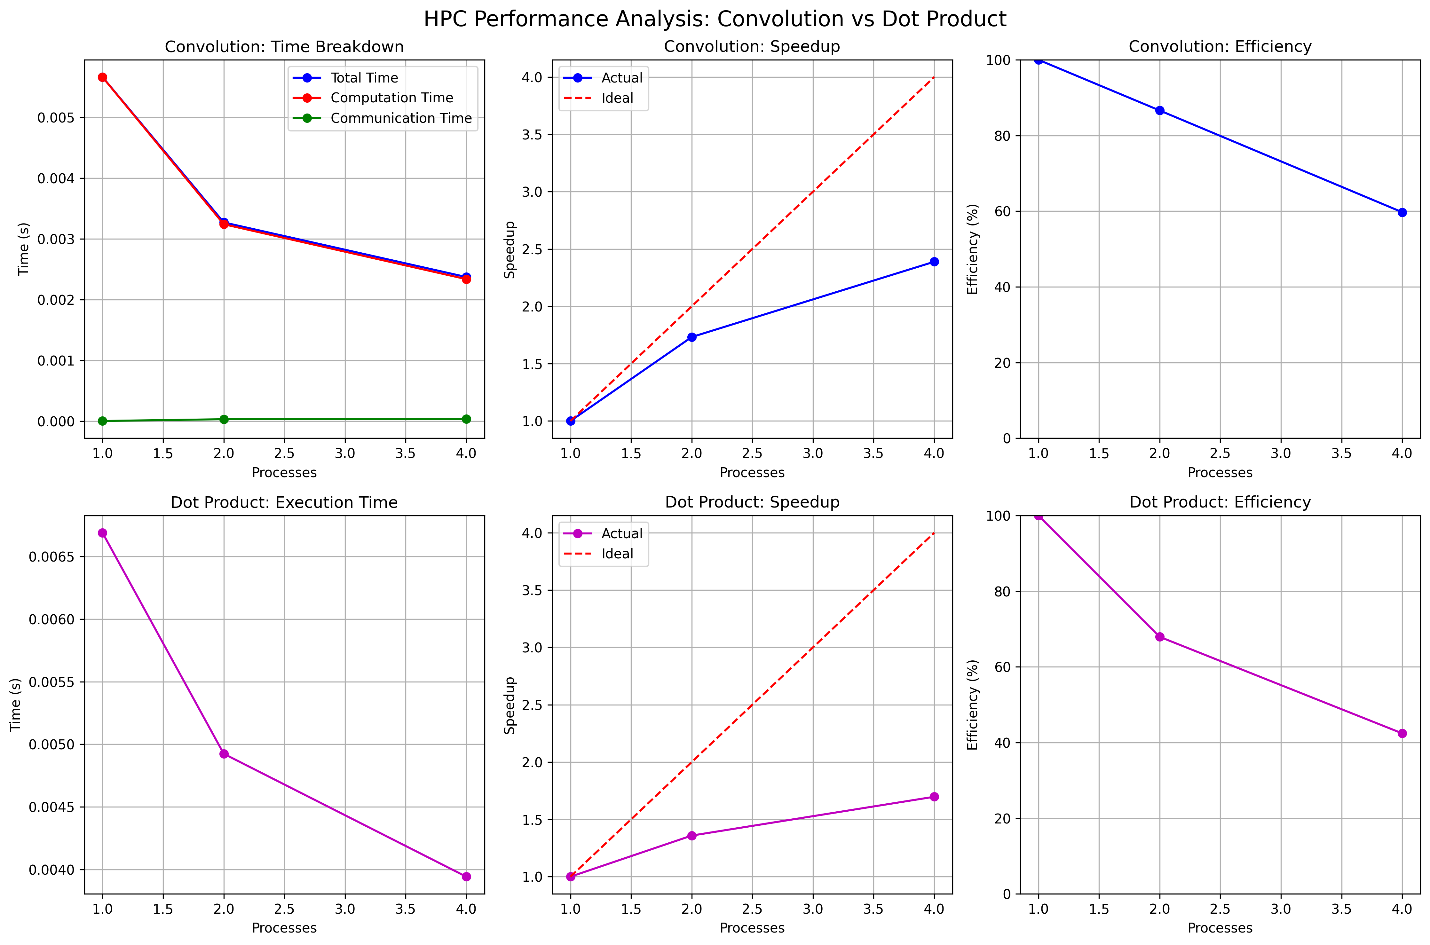 HPC Performance Analysis: Convolution vs Dot Product
Convolution: Time Breakdown
Time (s)
0.005
0.004
0.003
0.002
0.001
0.000
Total Time
Computation Time
Communication Time
1.0 1.5 2.0 2.5 3.0 3.5 4.0
Processes
Convolution: Speedup
Speedup
4.0
3.5
3.0
2.5
2.0
1.5
1.0
Actual
Ideal
1.0 1.5 2.0 2.5 3.0 3.5 4.0
Processes
Convolution: Efficiency
Efficiency (%)
100
80
60
40
20
0
1.0 1.5 2.0 2.5 3.0 3.5 4.0
Processes
Dot Product: Execution Time
Time (s)
0.0065
0.0060
0.0055
0.0050
0.0045
0.0040
1.0 1.5 2.0 2.5 3.0 3.5 4.0
Processes
Dot Product: Speedup
Speedup
4.0
3.5
3.0
2.5
2.0
1.5
1.0
Actual
Ideal
1.0 1.5 2.0 2.5 3.0 3.5 4.0
Processes
Dot Product: Efficiency
Efficiency (%)
100
80
60
40
20
0
1.0 1.5 2.0 2.5 3.0 3.5 4.0
Processes